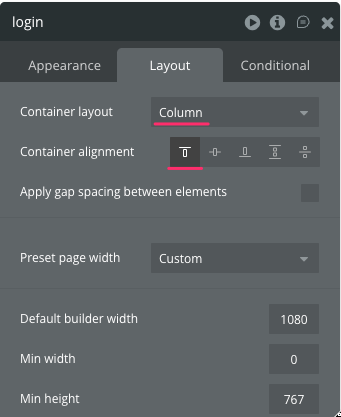 login
Appearance
Layout
Conditional
Container layout
Column
Container alignment
Apply gap spacing between elements
Preset page width
Custom
Default builder width
1080
Min width
0
Min height
767